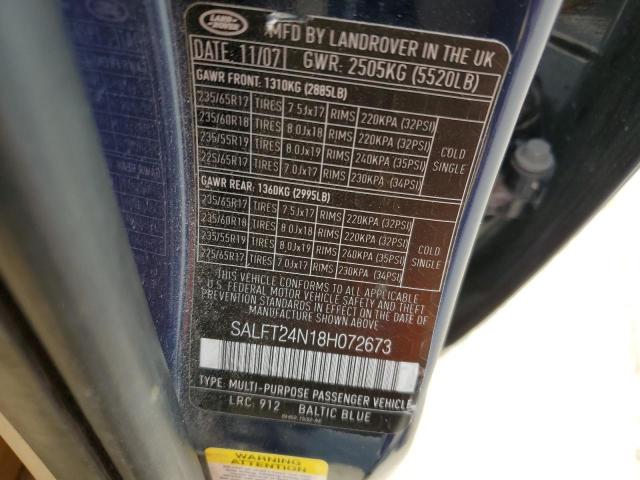 LAND ROVER
MFD BY LANDROVER IN THE UK
DATE: 11/07 GWR: 2505KG (5520LB)
GAWR FRONT: 1310KG (2885LB)
235/65R17 TIRES 7.5Jx17 RIMS 220KPA (32PSI)
235/60R18 TIRES 8.0Jx18 RIMS 220KPA (32PSI)
235/55R19 TIRES 8.0Jx19 RIMS 240KPA (35PSI)
225/65R17 TIRES 7.0Jx17 RIMS 230KPA (34PSI)
COLD
SINGLE
GAWR REAR: 1360KG (2995LB)
235/65R17 TIRES 7.5Jx17 RIMS 220KPA (32PSI)
235/60R18 TIRES 8.0Jx18 RIMS 220KPA (32PSI)
235/55R19 TIRES 8.0Jx19 RIMS 240KPA (35PSI)
225/65R17 TIRES 7.0Jx17 RIMS 230KPA (34PSI)
COLD
SINGLE
THIS VEHICLE CONFORMS TO ALL APPLICABLE
U.S. FEDERAL MOTOR VEHICLE SAFETY AND THEFT
PREVENTION STANDARDS IN EFFECT ON THE DATE OF
MANUFACTURE SHOWN ABOVE.
SALFT24N18H072673
TYPE: MULTI-PURPOSE PASSENGER VEHICLE
LRC: 912 BALTIC BLUE
WARNING
ATTENTION